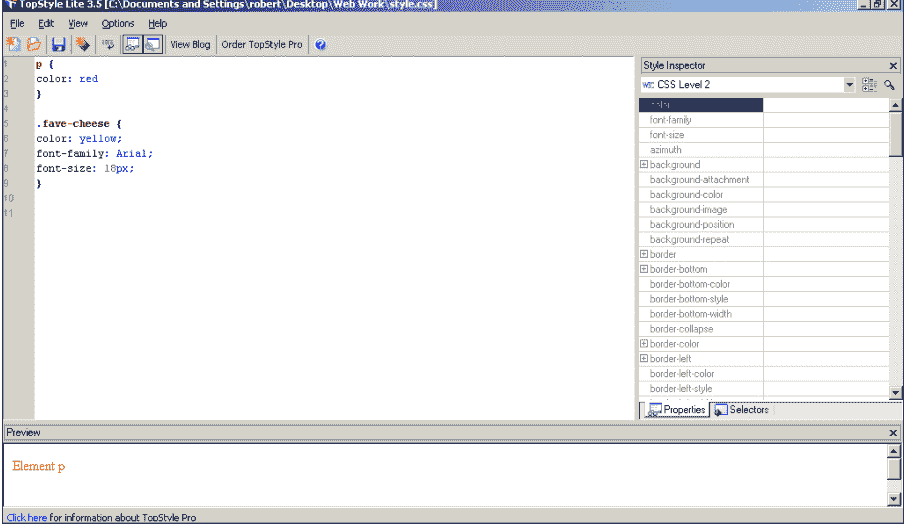 TopStyle Lite 3.5 [C:\Documents and Settings\robert\Desktop\Web Work\style.css]
File Edit View Options Help
View Blog Order TopStyle Pro
1 p {
2 color: red
3 }
4
5 .fave-cheese {
6 color: yellow;
7 font-family: Arial;
8 font-size: 18px;
9 }
10
11
Style Inspector
W3C CSS Level 2
color
font-family
font-size
azimuth
background
background-attachment
background-color
background-image
background-position
background-repeat
border
border-bottom
border-bottom-color
border-bottom-style
border-bottom-width
border-collapse
border-color
border-left
border-left-color
border-left-style
Properties Selectors
Preview
Element p
Click here for information about TopStyle Pro